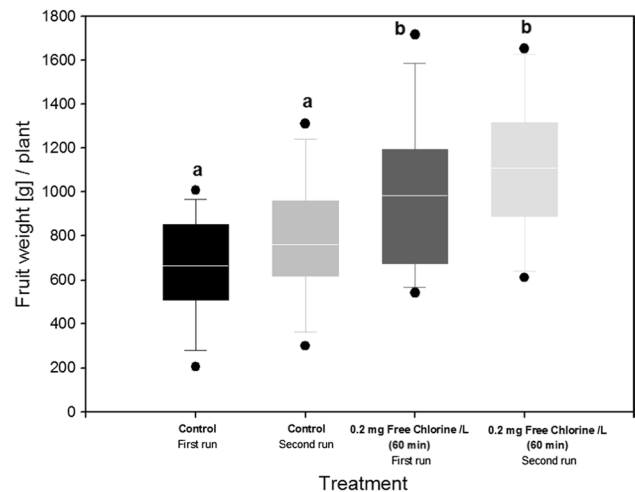 1800
1600
1400
1200
1000
800
600
400
200
0
Fruit weight [g] / plant
a
a
b
b
Control
First run
Control
Second run
0.2 mg Free Chlorine /L
(60 min)
First run
0.2 mg Free Chlorine /L
(60 min)
Second run
Treatment